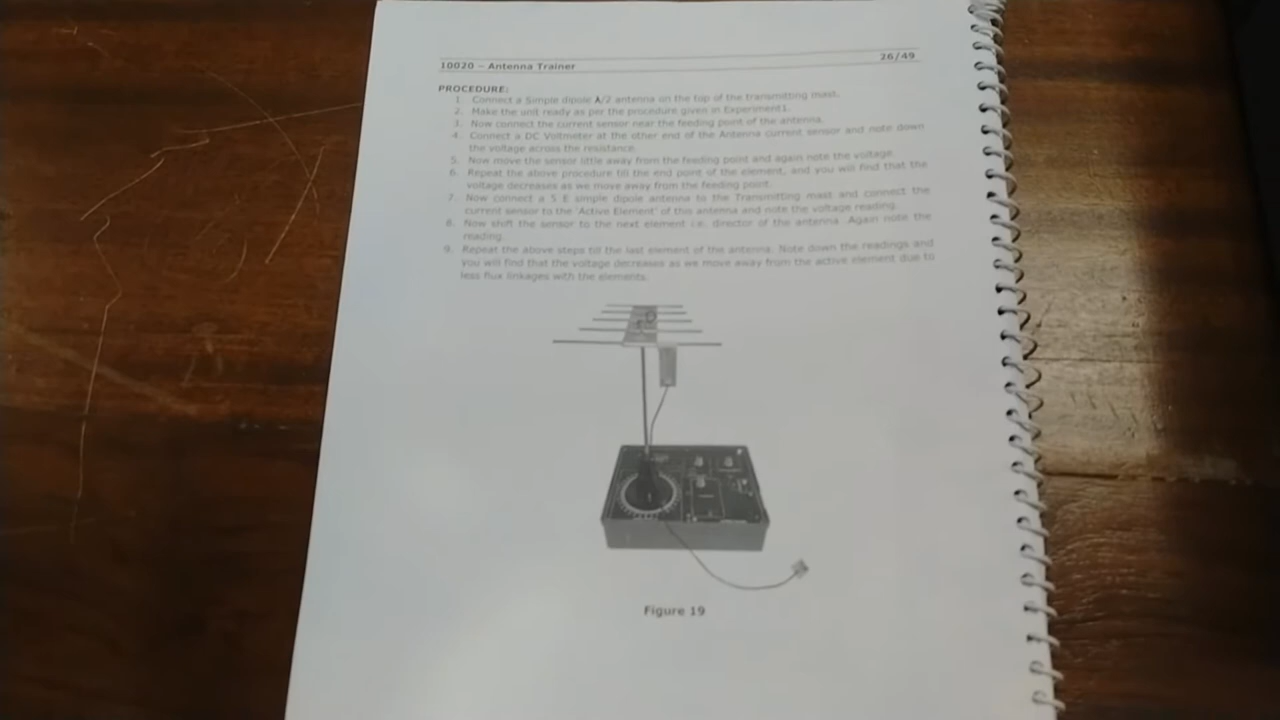 26/49
10020 – Antenna Trainer
PROCEDURE:
1. Connect a Simple dipole λ/2 antenna on the top of the transmitting mast.
2. Make the unit ready as per the procedure given in Experiment1.
3. Now connect the current sensor near the feeding point of the antenna.
4. Connect a DC Voltmeter at the other end of the Antenna current sensor and note down
the voltage across the resistance.
5. Now move the sensor little away from the feeding point and again note the voltage.
6. Repeat the above procedure till the end point of the element, and you will find that the
voltage decreases as we move away from the feeding point.
7. Now connect a 5 E simple dipole antenna to the Transmitting mast and connect the
current sensor to the 'Active Element' of this antenna and note the voltage reading.
8. Now shift the sensor to the next element i.e. director of the antenna. Again note the
reading.
9. Repeat the above steps till the last element of the antenna. Note down the readings and
you will find that the voltage decreases as we move away from the active element due to
less flux linkages with the elements.
Figure 19